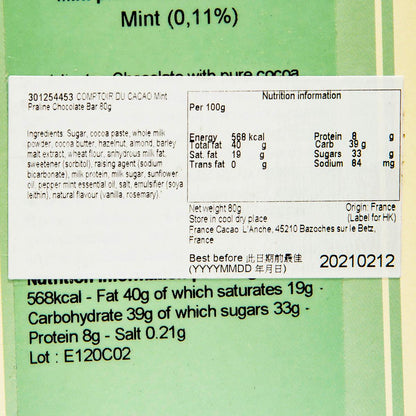 Mint (0,11%)
Chocolate with pure cocoa
301254453 COMPTOIR DU CACAO Mint
Praline Chocolate Bar 80g
Ingredients: Sugar, cocoa paste, whole milk
powder, cocoa butter, hazelnut, almond, barley
malt extract, wheat flour, anhydrous milk fat,
sweetener (sorbitol), raising agent (sodium
bicarbonate), milk protein, milk sugar, sunflower
oil, pepper mint essential oil, salt, emulsifier (soya
leithin), natural flavour (vanilla, rosemary).
Nutrition information
Per 100g
Energy 568 kcal Protein 8 g
Total fat 40 g Carb 39 g
Sat. fat 19 g Sugars 33 g
Trans fat 0 g Sodium 84 mg
Net weight 80g Origin: France
Store in cool dry place (Label for HK)
France Cacao L'Anche, 45210 Bazoches sur le Betz,
France
Best before 此日期前最佳
(YYYYMMDD 年月日) 20210212
Nutrition
568kcal - Fat 40g of which saturates 19g -
Carbohydrate 39g of which sugars 33g -
Protein 8g - Salt 0.21g
Lot : E120C02